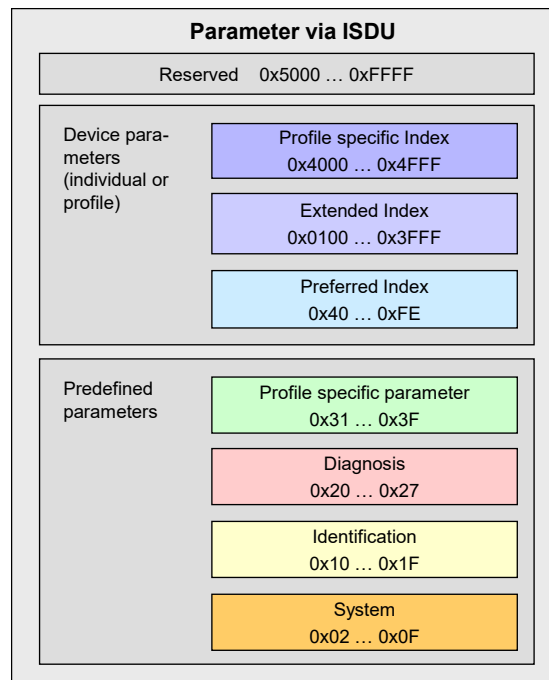 Parameter via ISDU
Reserved 0x5000 … 0xFFFF
Device para-
meters
(individual or
profile)
Profile specific Index
0x4000 … 0x4FFF
Extended Index
0x0100 … 0x3FFF
Preferred Index
0x40 … 0xFE
Predefined
parameters
Profile specific parameter
0x31 … 0x3F
Diagnosis
0x20 … 0x27
Identification
0x10 … 0x1F
System
0x02 … 0x0F